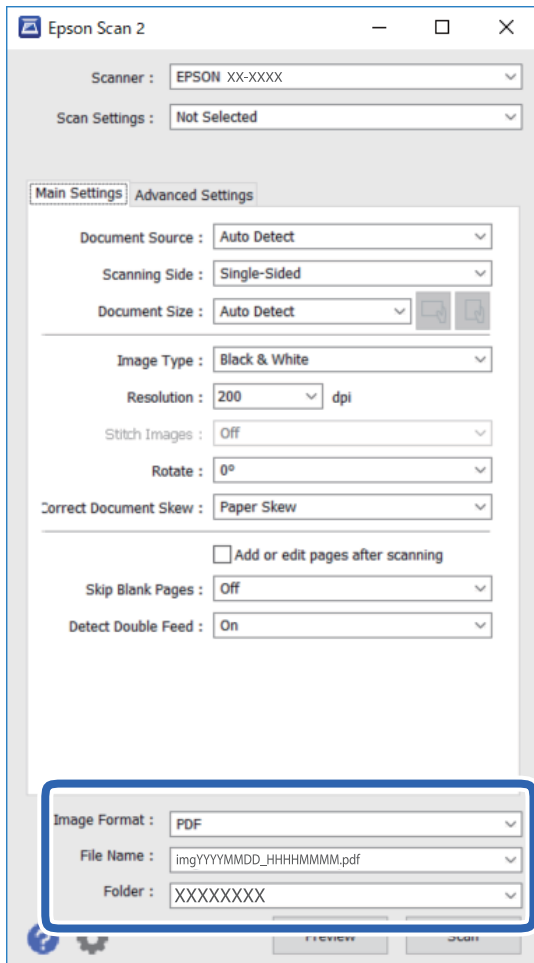 Epson Scan 2
Scanner : EPSON XX-XXXX
Scan Settings : Not Selected
Main Settings Advanced Settings
Document Source : Auto Detect
Scanning Side : Single-Sided
Document Size : Auto Detect
Image Type : Black & White
Resolution : 200 dpi
Stitch Images : Off
Rotate : 0°
Correct Document Skew : Paper Skew
Add or edit pages after scanning
Skip Blank Pages : Off
Detect Double Feed : On
Image Format : PDF
File Name : imgYYYYMMDD_HHHHMMMM.pdf
Folder : XXXXXXXX
? Preview Scan